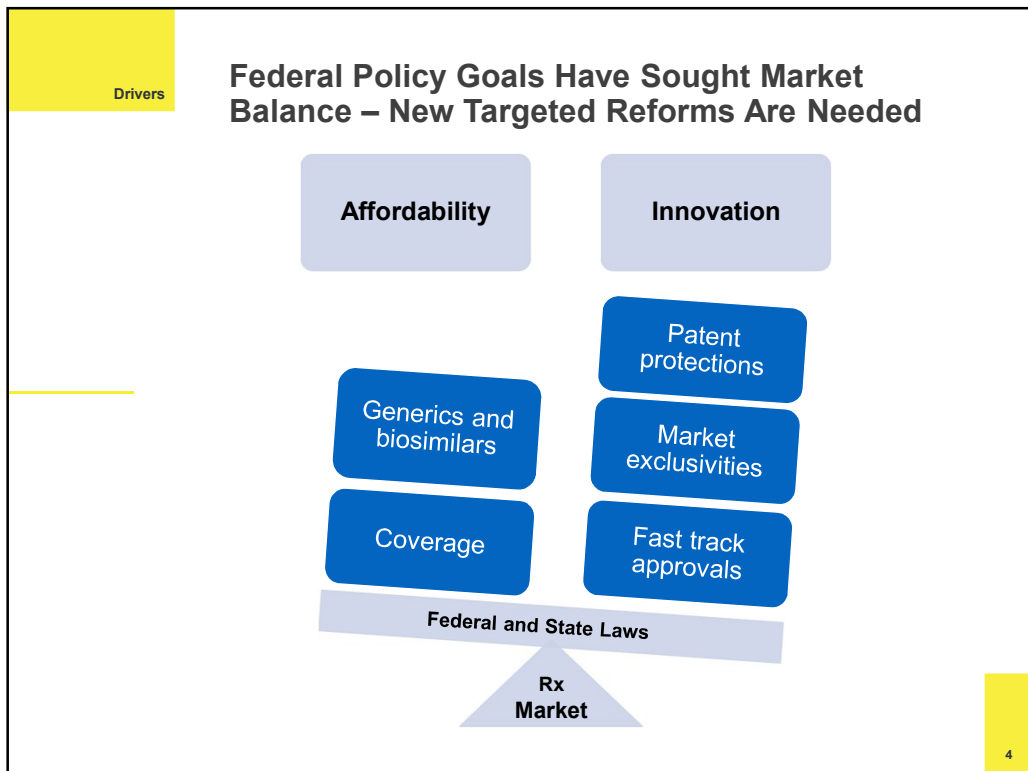 Drivers
Federal Policy Goals Have Sought Market
Balance – New Targeted Reforms Are Needed
Affordability
Innovation
Patent
protections
Generics and
biosimilars
Market
exclusivities
Coverage
Fast track
approvals
Federal and State Laws
Rx
Market
4